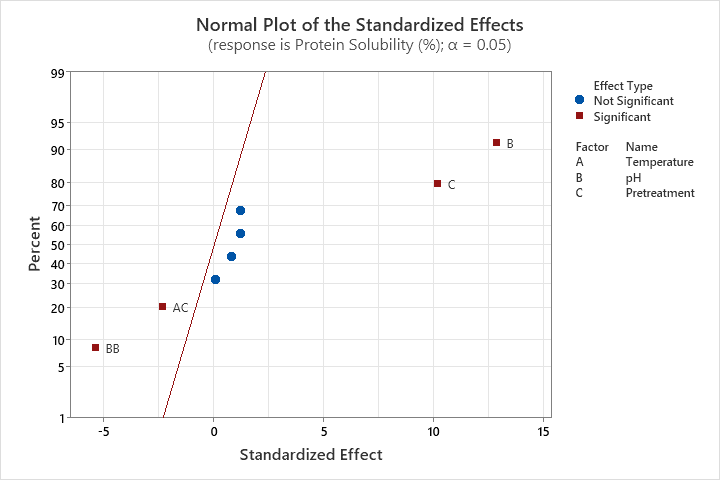 Normal Plot of the Standardized Effects
(response is Protein Solubility (%); α = 0.05)
99
95
90
80
70
60
50
40
30
20
10
5
1
Percent
B
C
AC
BB
-5
0
5
10
15
Standardized Effect
Effect Type
Not Significant
Significant
Factor Name
A Temperature
B pH
C Pretreatment